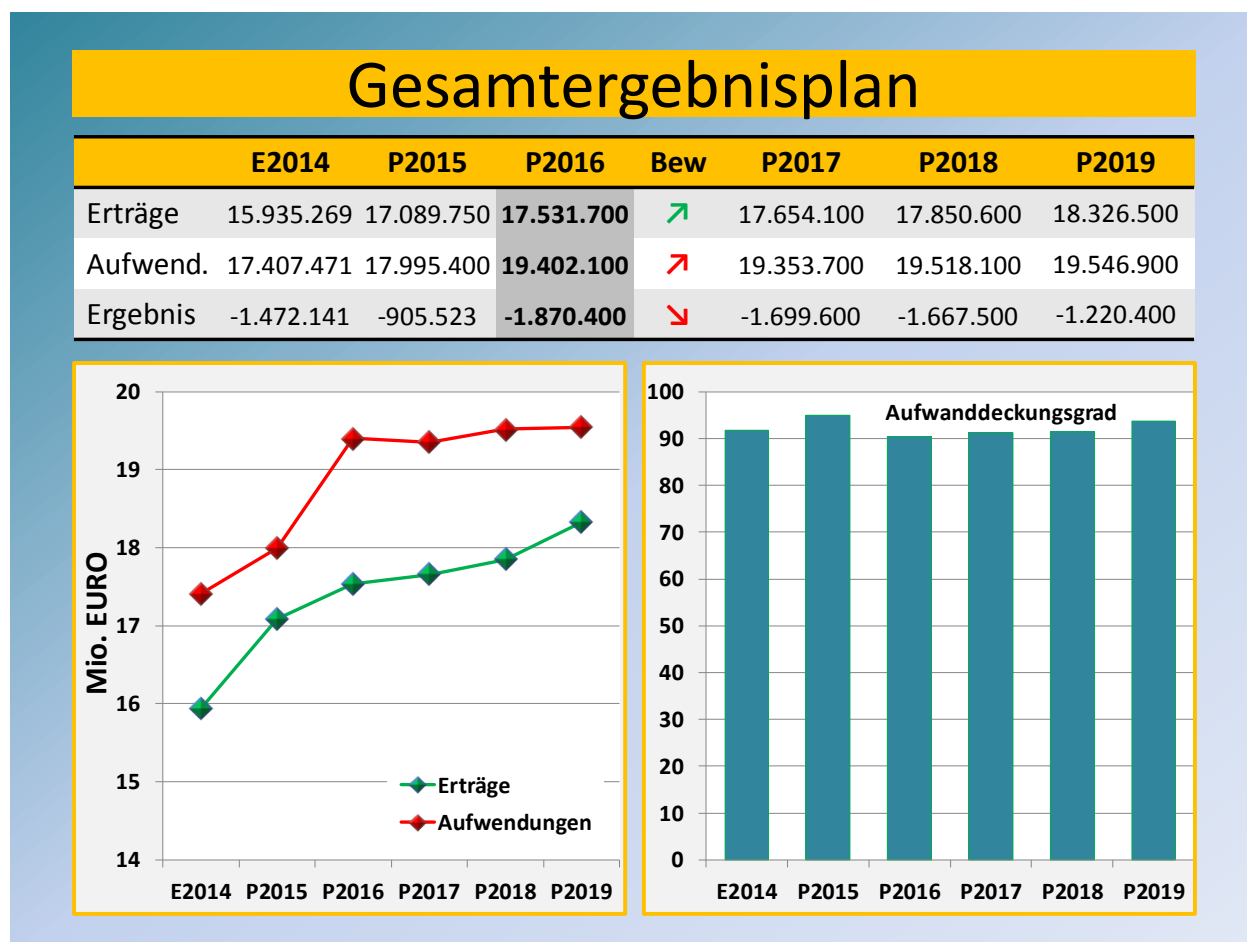 Gesamtergebnisplan
E2014 P2015 P2016 Bew P2017 P2018 P2019
Erträge 15.935.269 17.089.750 17.531.700 ↗ 17.654.100 17.850.600 18.326.500
Aufwend. 17.407.471 17.995.400 19.402.100 ↗ 19.353.700 19.518.100 19.546.900
Ergebnis -1.472.141 -905.523 -1.870.400 ↘ -1.699.600 -1.667.500 -1.220.400
Mio. EURO
20
19
18
17
16
15
14
Erträge
Aufwendungen
E2014 P2015 P2016 P2017 P2018 P2019
Aufwanddeckungsgrad
100
90
80
70
60
50
40
30
20
10
0
E2014 P2015 P2016 P2017 P2018 P2019